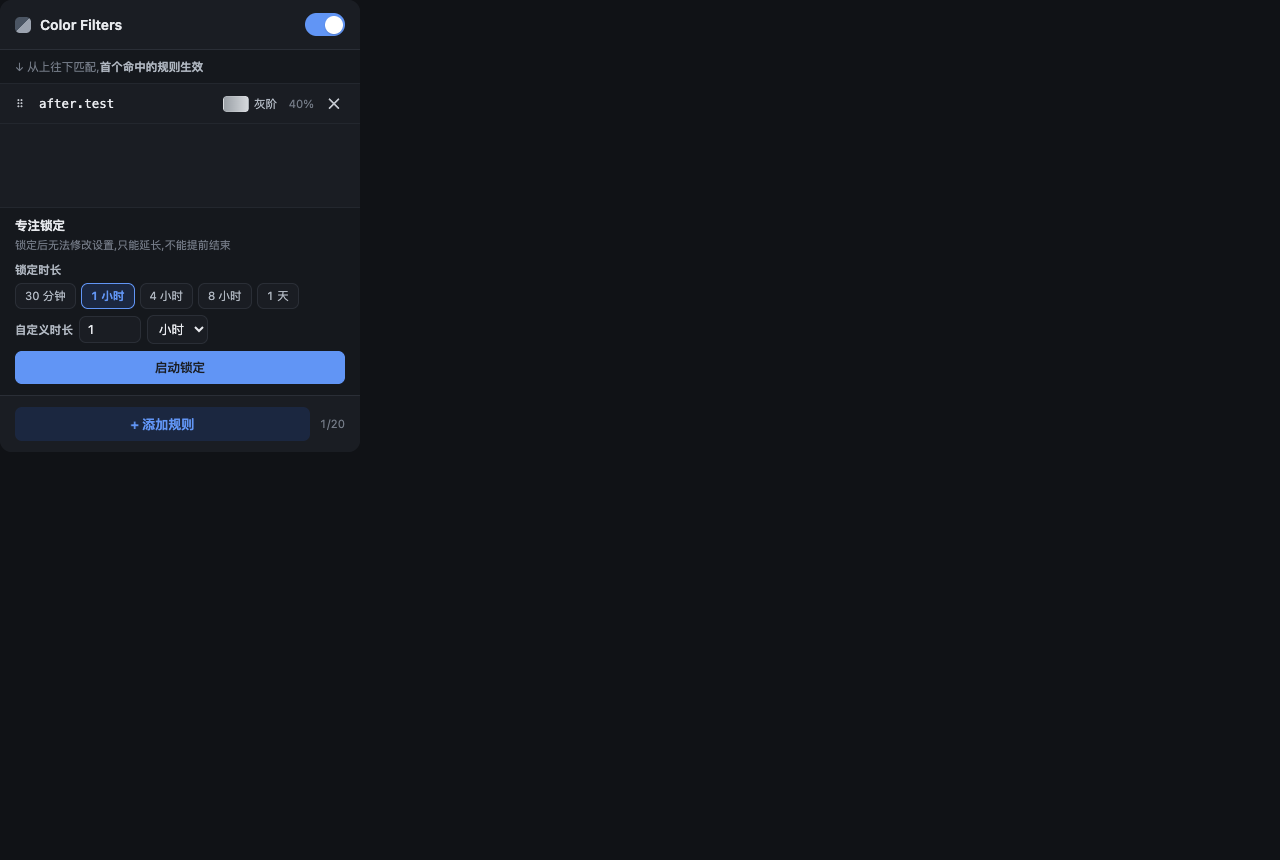 Color Filters
↓ 从上往下匹配,首个命中的规则生效
after.test 灰阶 40%
专注锁定
锁定后无法修改设置,只能延长,不能提前结束
锁定时长
30 分钟 1 小时 4 小时 8 小时 1 天
自定义时长 1 小时
启动锁定
+ 添加规则 1/20